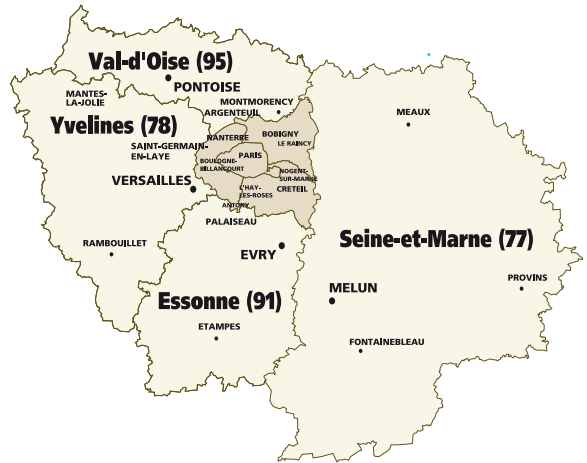 Val-d'Oise (95)
PONTOISE
MANTES-
LA-JOLIE
MONTMORENCY
ARGENTEUIL
Yvelines (78)
NANTERRE
BOBIGNY
LE RAINCY
SAINT-GERMAIN-
EN-LAYE
PARIS
BOULOGNE-
BILLANCOURT
NOGENT-
SUR-MARNE
VERSAILLES
L'HAY-
LES-ROSES
CRETEIL
ANTONY
PALAISEAU
MEAUX
RAMBOUILLET
EVRY
Seine-et-Marne (77)
PROVINS
MELUN
Essonne (91)
ETAMPES
FONTAINEBLEAU